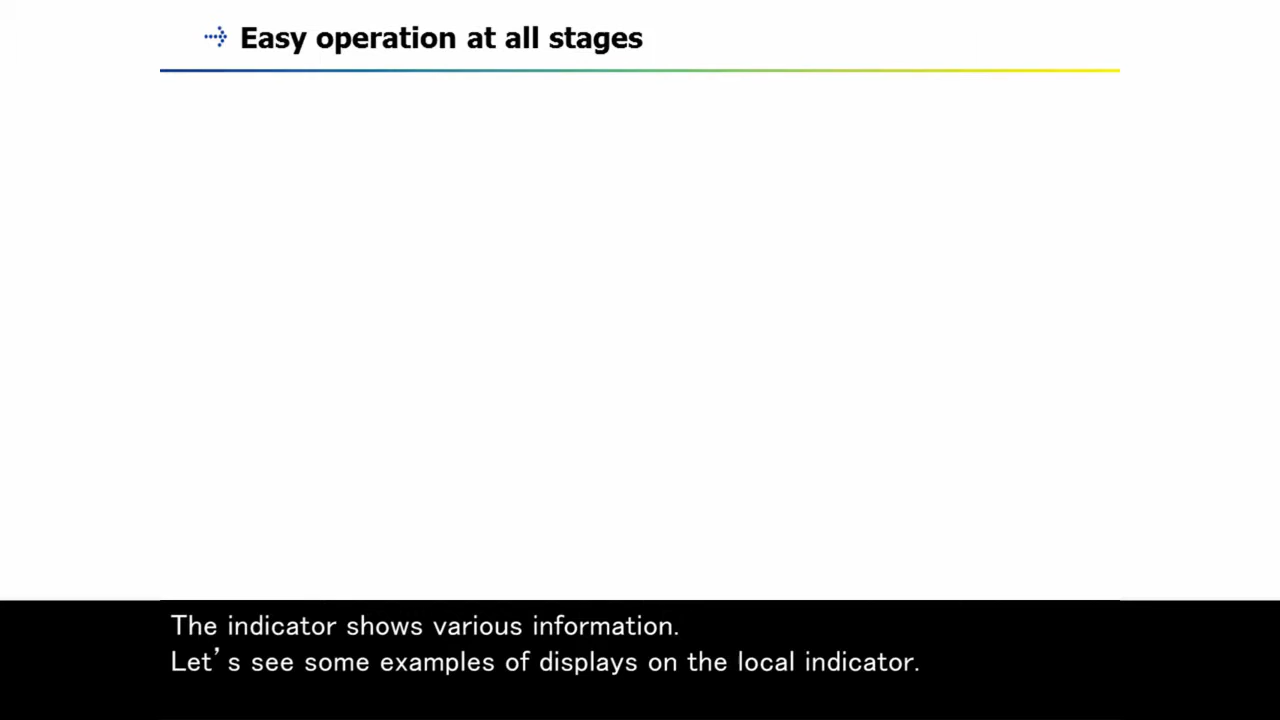 Easy operation at all stages
The indicator shows various information.
Let's see some examples of displays on the local indicator.